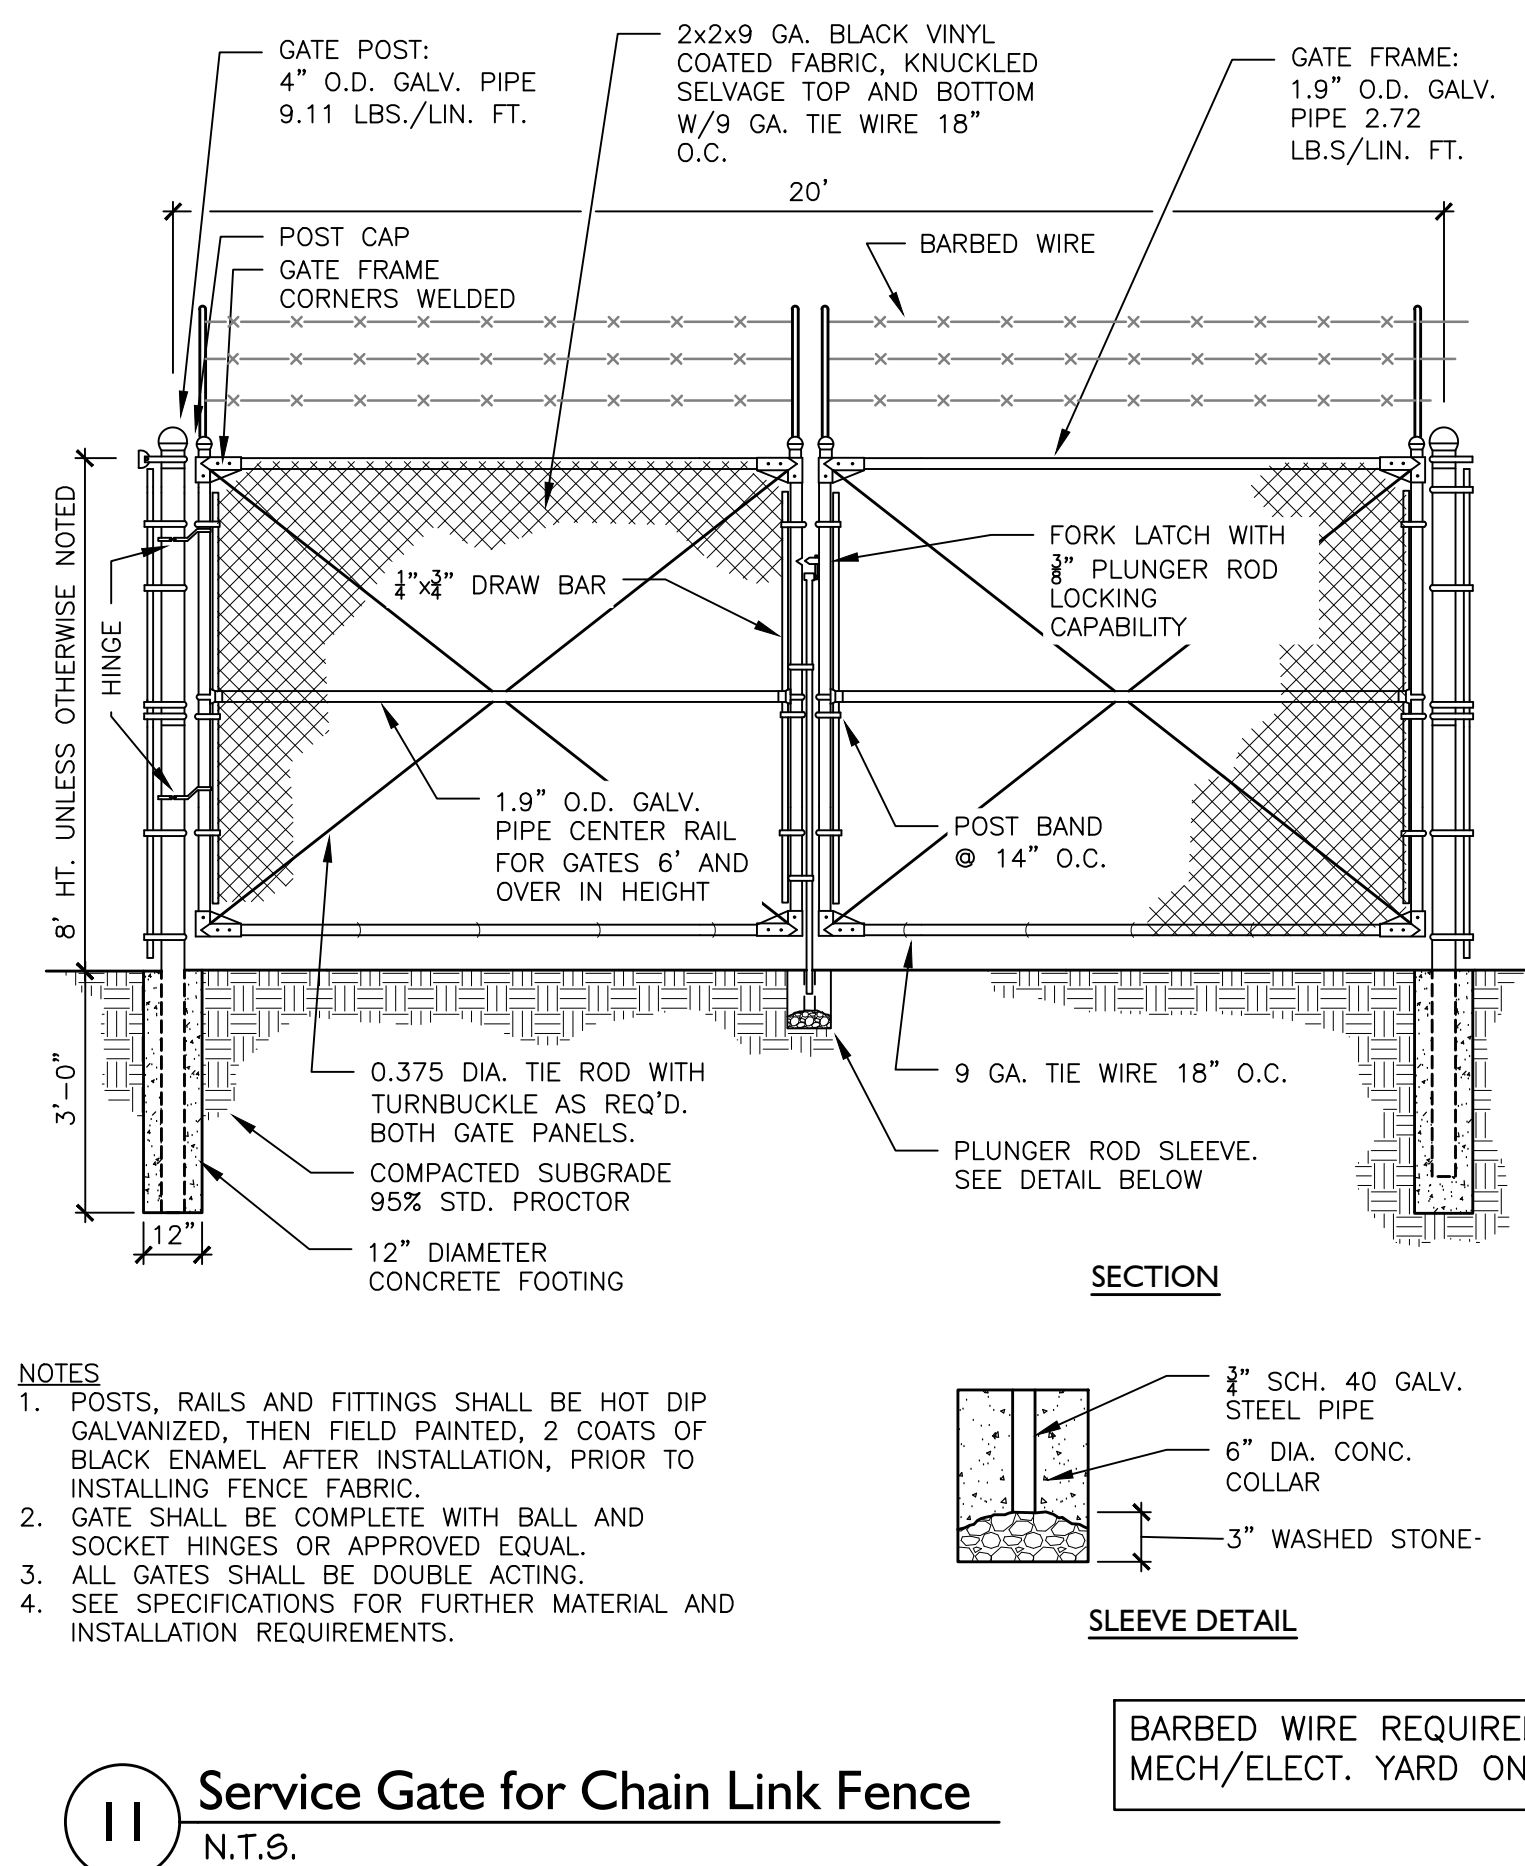 GATE POST:
4" O.D. GALV. PIPE
9.11 LBS./LIN. FT.
2x2x9 GA. BLACK VINYL
COATED FABRIC, KNUCKLED
SELVAGE TOP AND BOTTOM
W/9 GA. TIE WIRE 18"
O.C.
GATE FRAME:
1.9" O.D. GALV.
PIPE 2.72
LB.S/LIN. FT.
20'
POST CAP
GATE FRAME
CORNERS WELDED
BARBED WIRE
8' HT. UNLESS OTHERWISE NOTED
HINGE
1/4"x3/4" DRAW BAR
FORK LATCH WITH
3/8" PLUNGER ROD
LOCKING
CAPABILITY
1.9" O.D. GALV.
PIPE CENTER RAIL
FOR GATES 6' AND
OVER IN HEIGHT
POST BAND
@ 14" O.C.
3'-0"
0.375 DIA. TIE ROD WITH
TURNBUCKLE AS REQ'D.
BOTH GATE PANELS.
9 GA. TIE WIRE 18" O.C.
COMPACTED SUBGRADE
95% STD. PROCTOR
PLUNGER ROD SLEEVE.
SEE DETAIL BELOW
12"
12" DIAMETER
CONCRETE FOOTING
SECTION
NOTES
1. POSTS, RAILS AND FITTINGS SHALL BE HOT DIP
GALVANIZED, THEN FIELD PAINTED, 2 COATS OF
BLACK ENAMEL AFTER INSTALLATION, PRIOR TO
INSTALLING FENCE FABRIC.
2. GATE SHALL BE COMPLETE WITH BALL AND
SOCKET HINGES OR APPROVED EQUAL.
3. ALL GATES SHALL BE DOUBLE ACTING.
4. SEE SPECIFICATIONS FOR FURTHER MATERIAL AND
INSTALLATION REQUIREMENTS.
3/4" SCH. 40 GALV.
STEEL PIPE
6" DIA. CONC.
COLLAR
3" WASHED STONE-
SLEEVE DETAIL
BARBED WIRE
MECH/ELECT. YARD
11
Service Gate for Chain Link Fence
N.T.S.